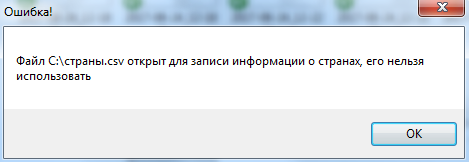 Ошибка!
Файл C:\страны.csv открыт для записи информации о странах, его нельзя
использовать
OK